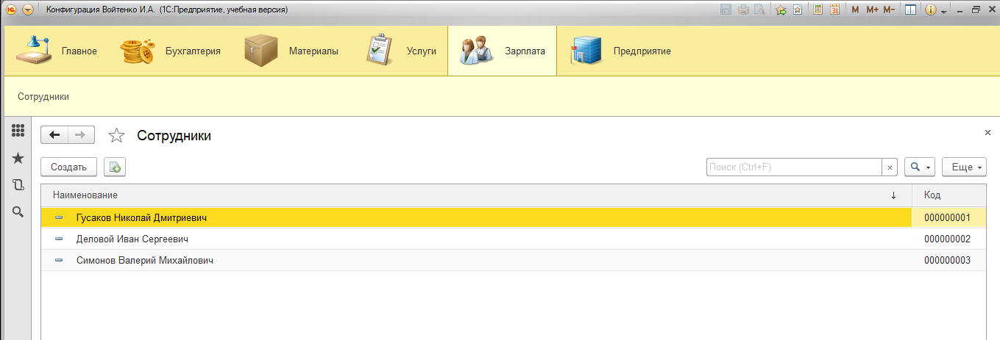 Конфигурация Войтенко И.А. (1С:Предприятие, учебная версия)
M M+ M-
Главное Бухгалтерия Материалы Услуги Зарплата Предприятие
Сотрудники
Сотрудники
Создать Поиск (Ctrl+F) Еще
Наименование Код
Гусаков Николай Дмитриевич 000000001
Деловой Иван Сергеевич 000000002
Симонов Валерий Михайлович 000000003